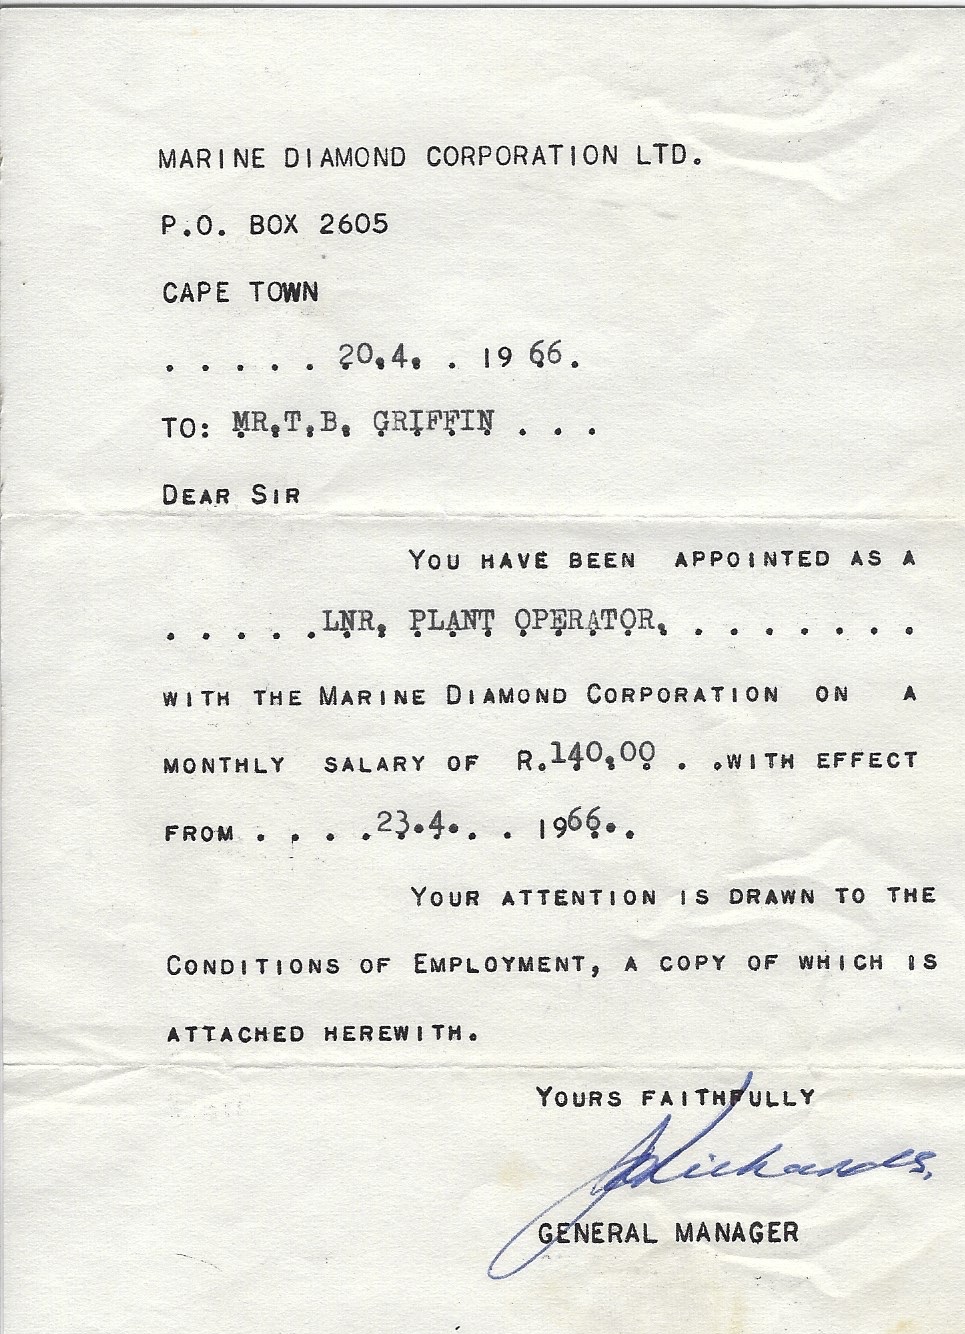 MARINE DIAMOND CORPORATION LTD.
P.O. BOX 2605
CAPE TOWN
. . . . . 20.4. . 19 66.
TO: MR.T.B. GRIFFIN . . .
DEAR SIR
YOU HAVE BEEN APPOINTED AS A
. . . . . LNR. PLANT OPERATOR. . . . . . . .
WITH THE MARINE DIAMOND CORPORATION ON A
MONTHLY SALARY OF R.140.00 . .WITH EFFECT
FROM . . . .23.4. . . 1966. .
YOUR ATTENTION IS DRAWN TO THE
CONDITIONS OF EMPLOYMENT, A COPY OF WHICH IS
ATTACHED HEREWITH.
YOURS FAITHFULLY
Richards.
GENERAL MANAGER